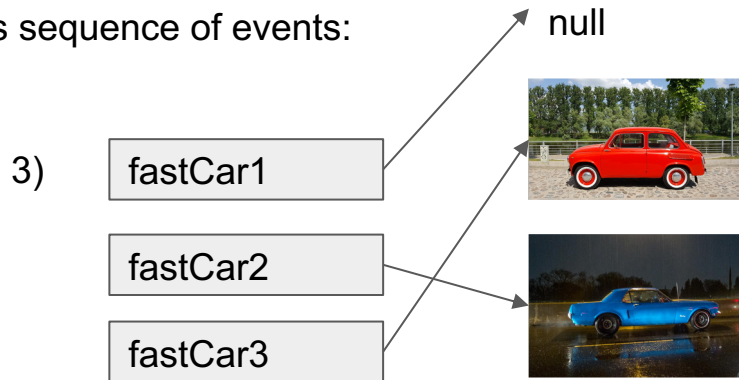 s sequence of events:
null
3)
fastCar1
fastCar2
fastCar3